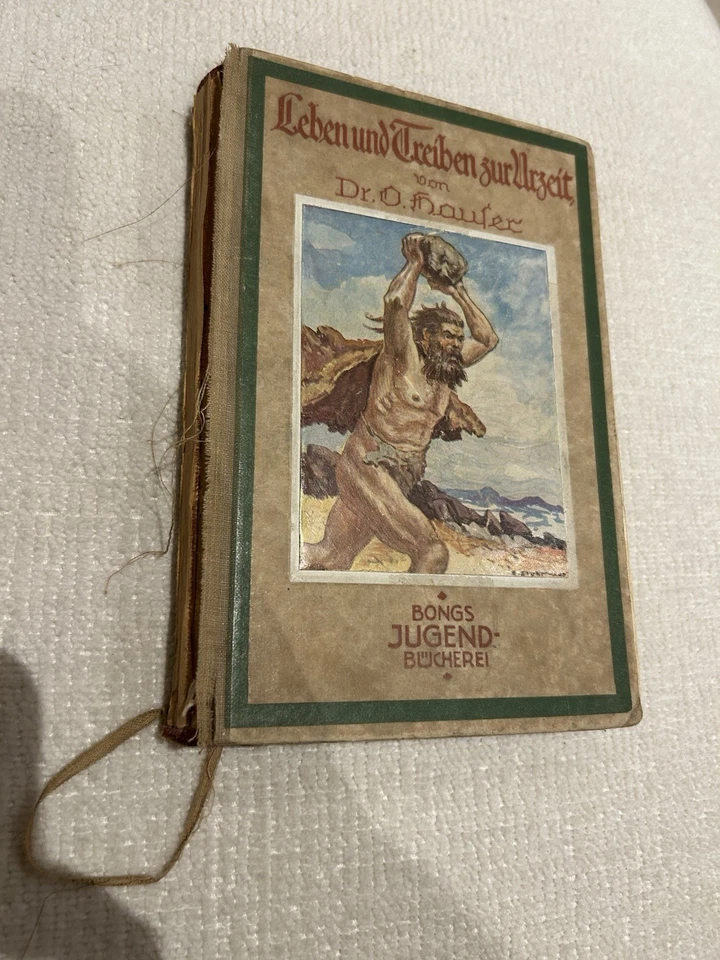 Leben und Treiben zur Urzeit,
von
Dr. O. Hauser
BONGS
JUGEND-
BÜCHEREI